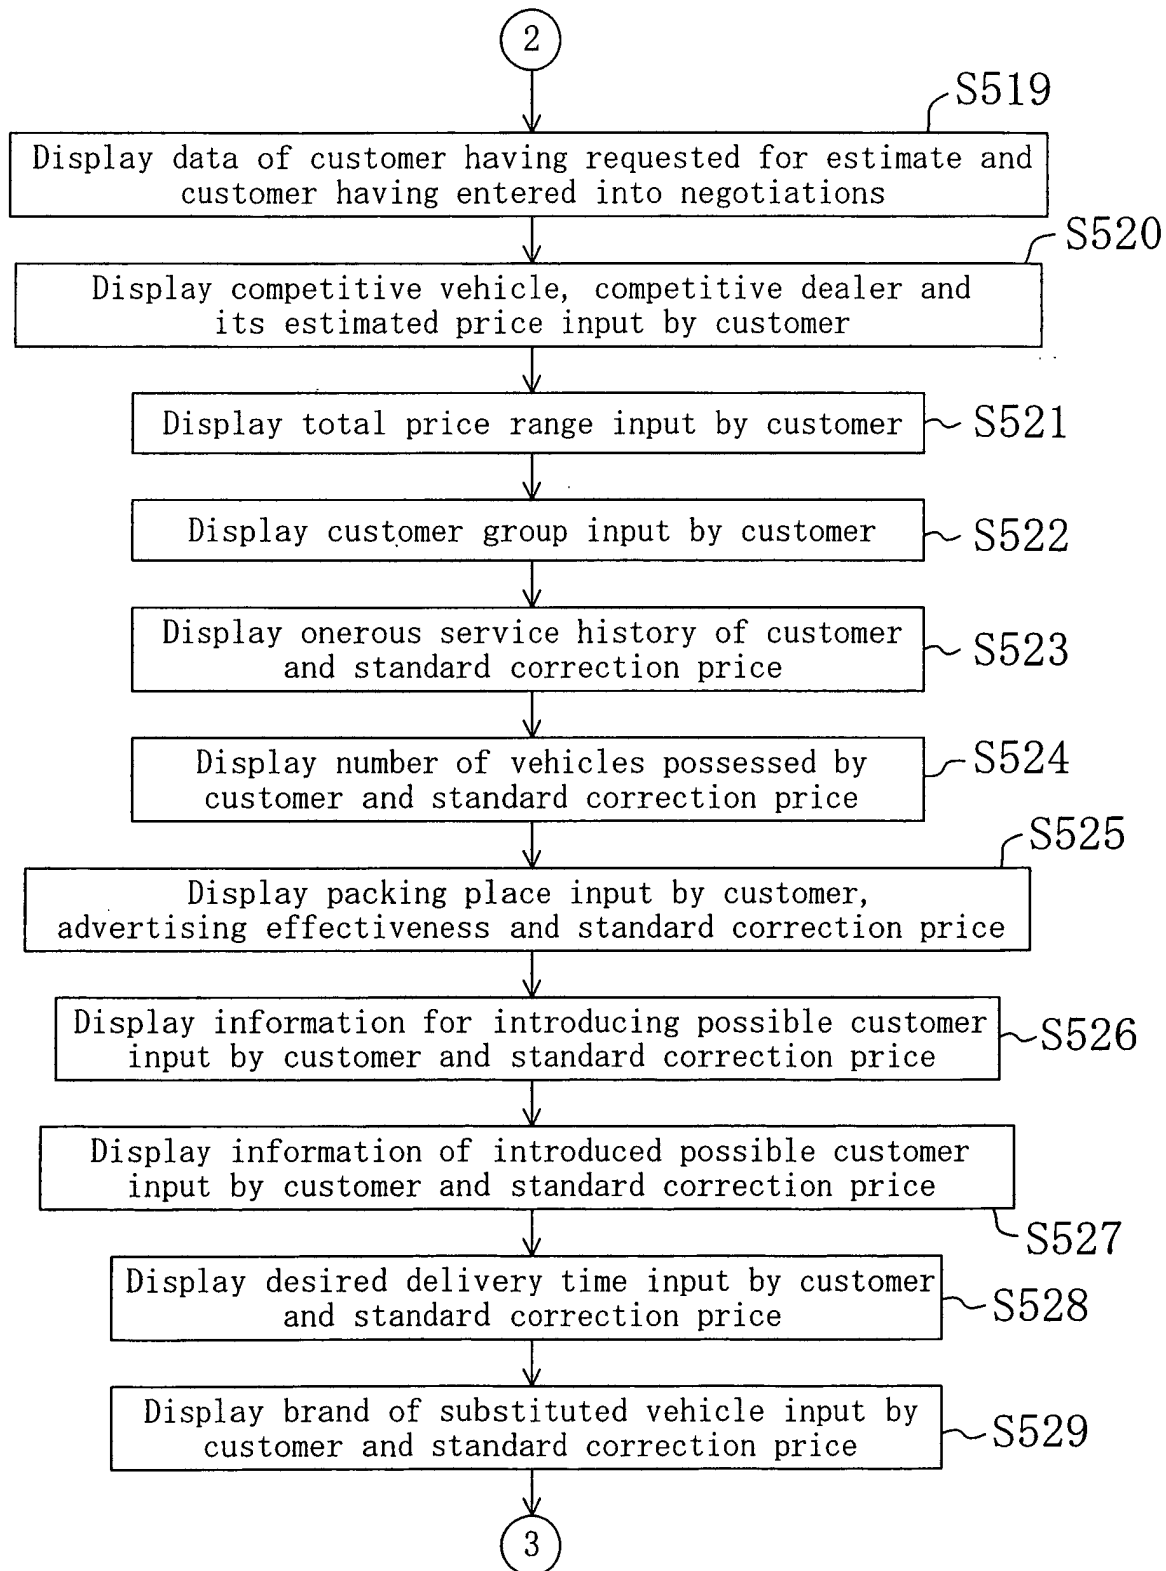 2
S519
Display data of customer having requested for estimate and
customer having entered into negotiations
S520
Display competitive vehicle, competitive dealer and
its estimated price input by customer
Display total price range input by customer
S521
Display customer group input by customer
S522
Display onerous service history of customer
and standard correction price
S523
Display number of vehicles possessed by
customer and standard correction price
S524
S525
Display packing place input by customer,
advertising effectiveness and standard correction price
Display information for introducing possible customer
input by customer and standard correction price
S526
Display information of introduced possible customer
input by customer and standard correction price
S527
Display desired delivery time input by customer
and standard correction price
S528
Display brand of substituted vehicle input by
customer and standard correction price
S529
3